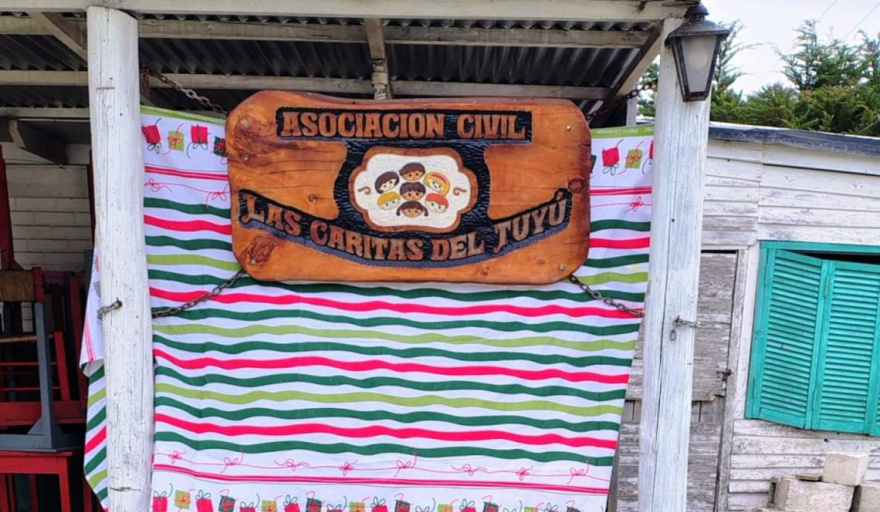 ASOCIACION CIVIL
LAS CARITAS DEL TUYÚ